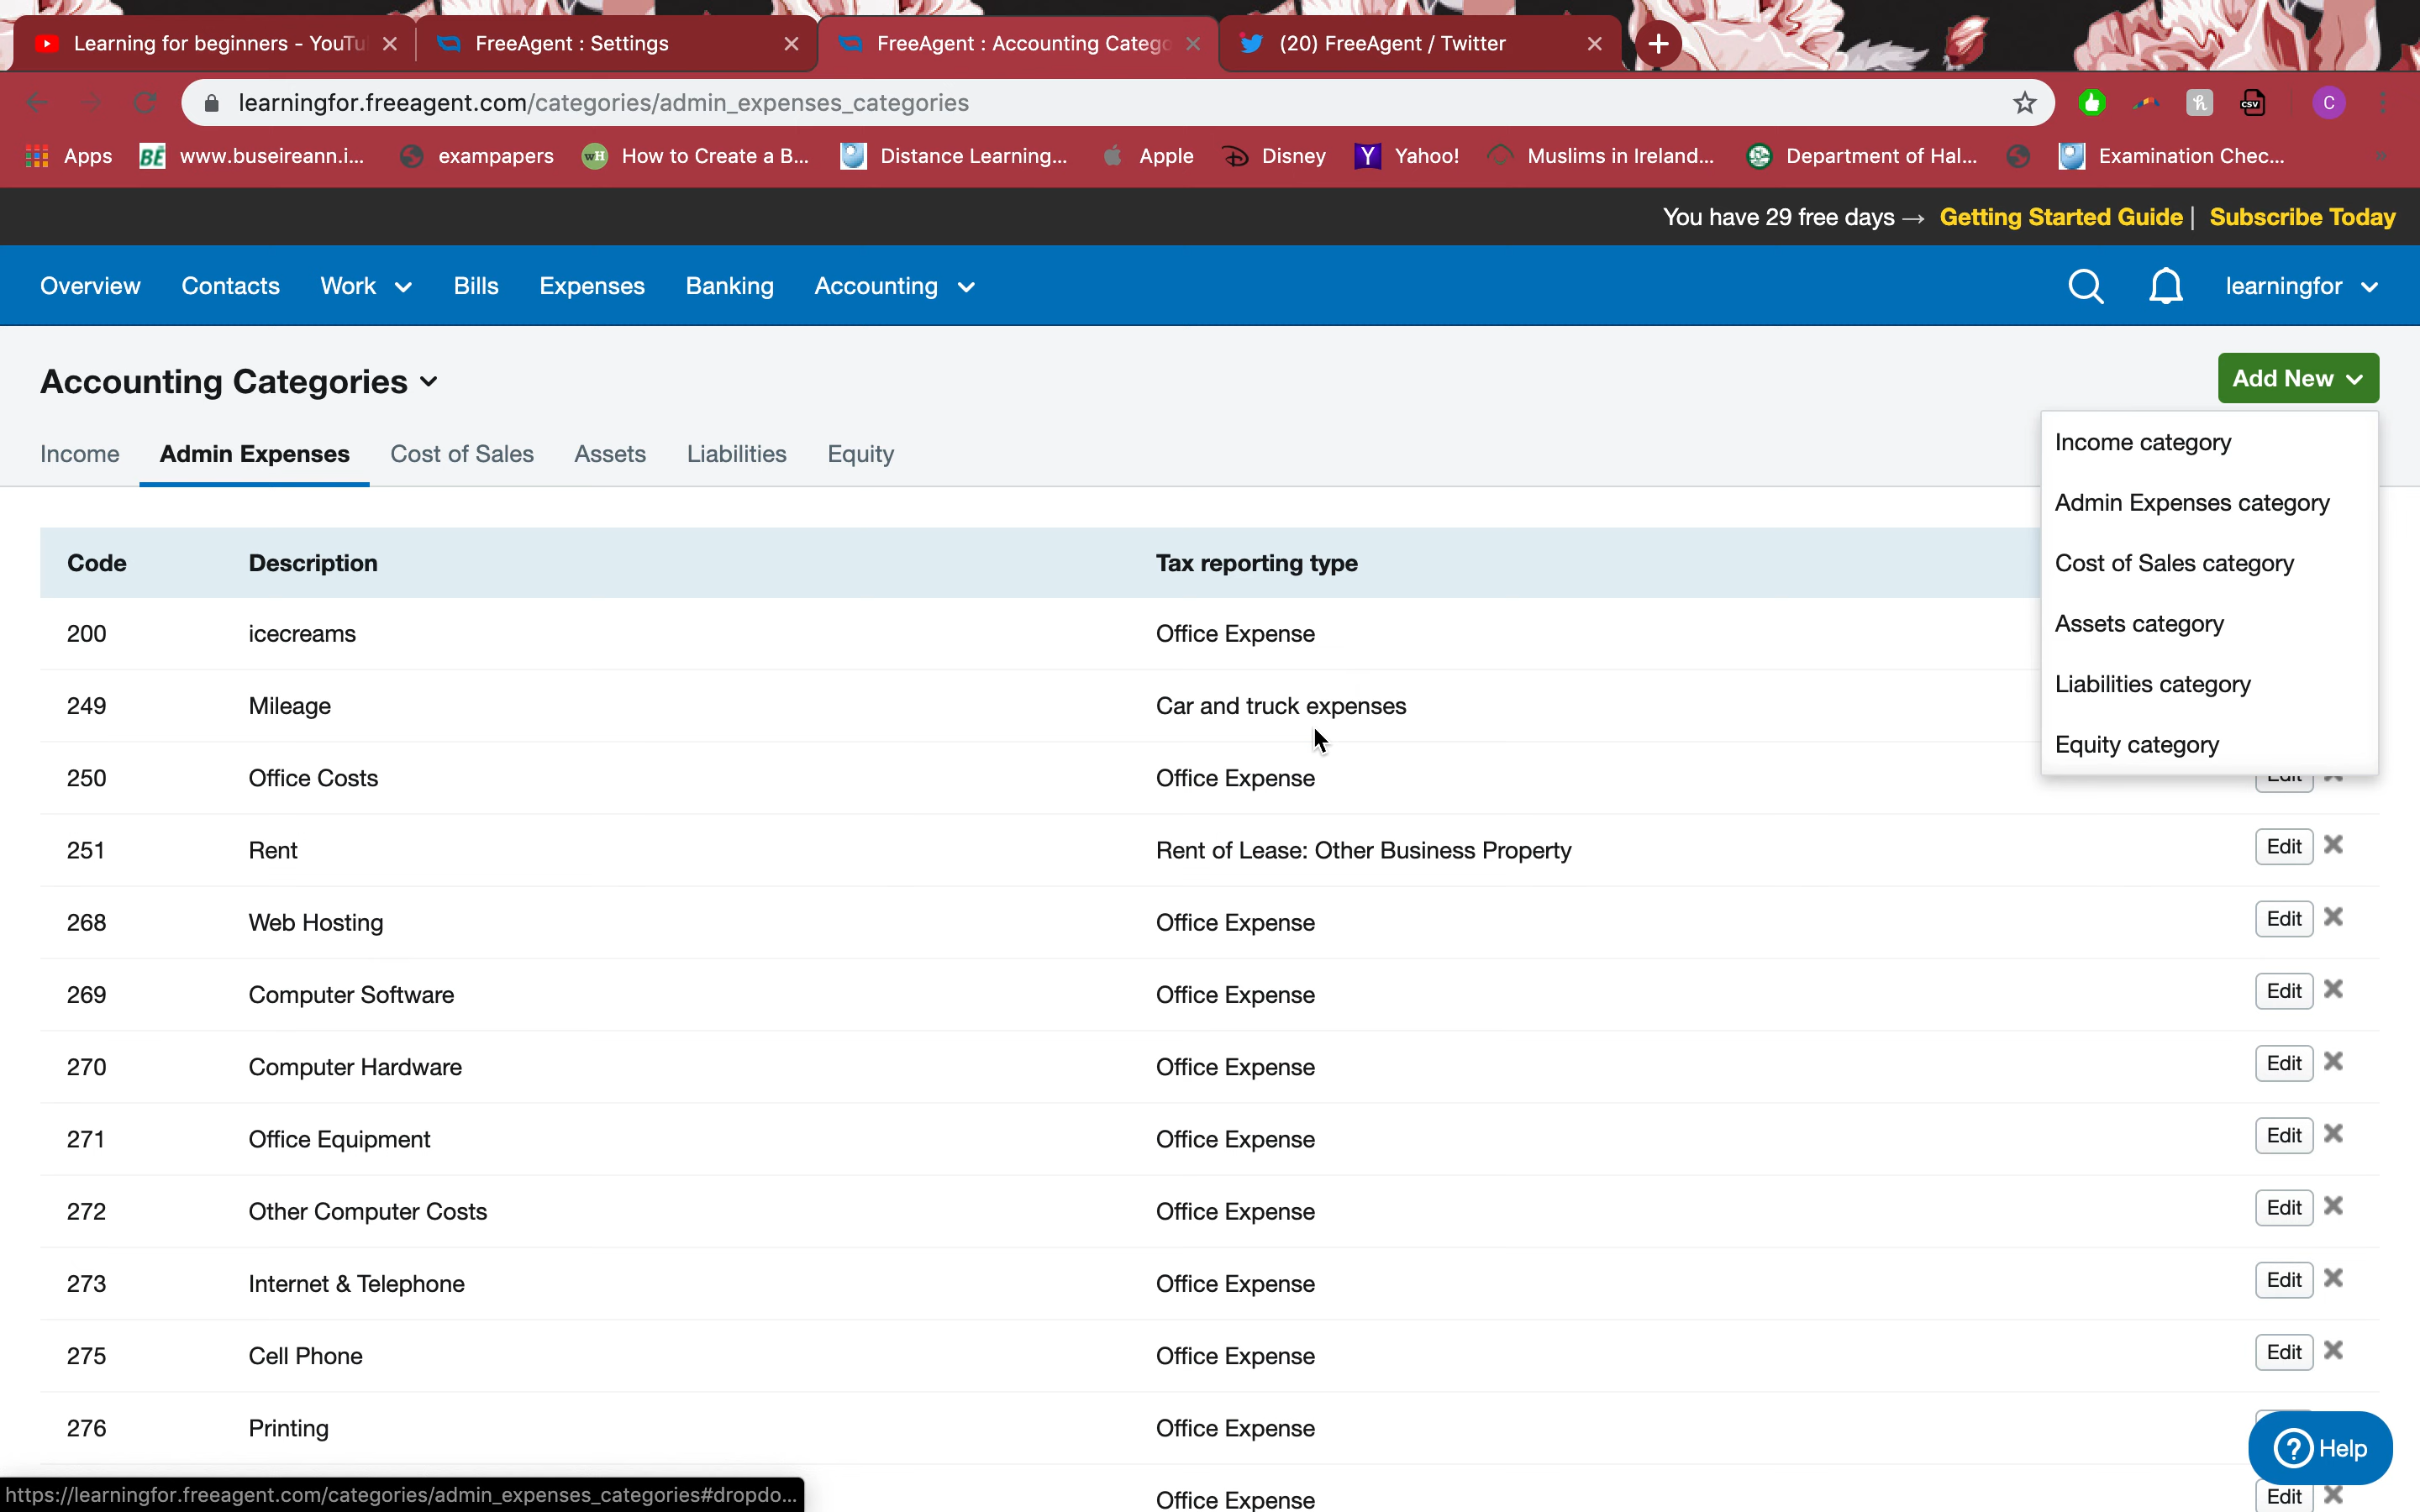 Learning for beginners - YouTu
FreeAgent : Settings
FreeAgent : Accounting Catego
(20) FreeAgent / Twitter
learningfor.freeagent.com/categories/admin_expenses_categories
CSV
C
Apps
BÉ www.buseireann.i...
exampapers
wH How to Create a B...
Distance Learning...
Apple
Disney
Y Yahoo!
Muslims in Ireland...
Department of Hal...
Examination Chec...
You have 29 free days → Getting Started Guide | Subscribe Today
Overview Contacts Work Bills Expenses Banking Accounting
learningfor
Accounting Categories
Add New
Income Admin Expenses Cost of Sales Assets Liabilities Equity
Income category
Admin Expenses category
Cost of Sales category
Assets category
Liabilities category
Equity category
Code Description Tax reporting type
200 icecreams Office Expense
249 Mileage Car and truck expenses
250 Office Costs Office Expense Edit
251 Rent Rent of Lease: Other Business Property Edit
268 Web Hosting Office Expense Edit
269 Computer Software Office Expense Edit
270 Computer Hardware Office Expense Edit
271 Office Equipment Office Expense Edit
272 Other Computer Costs Office Expense Edit
273 Internet & Telephone Office Expense Edit
275 Cell Phone Office Expense Edit
276 Printing Office Expense
? Help
Office Expense Edit
https://learningfor.freeagent.com/categories/admin_expenses_categories#dropdo...